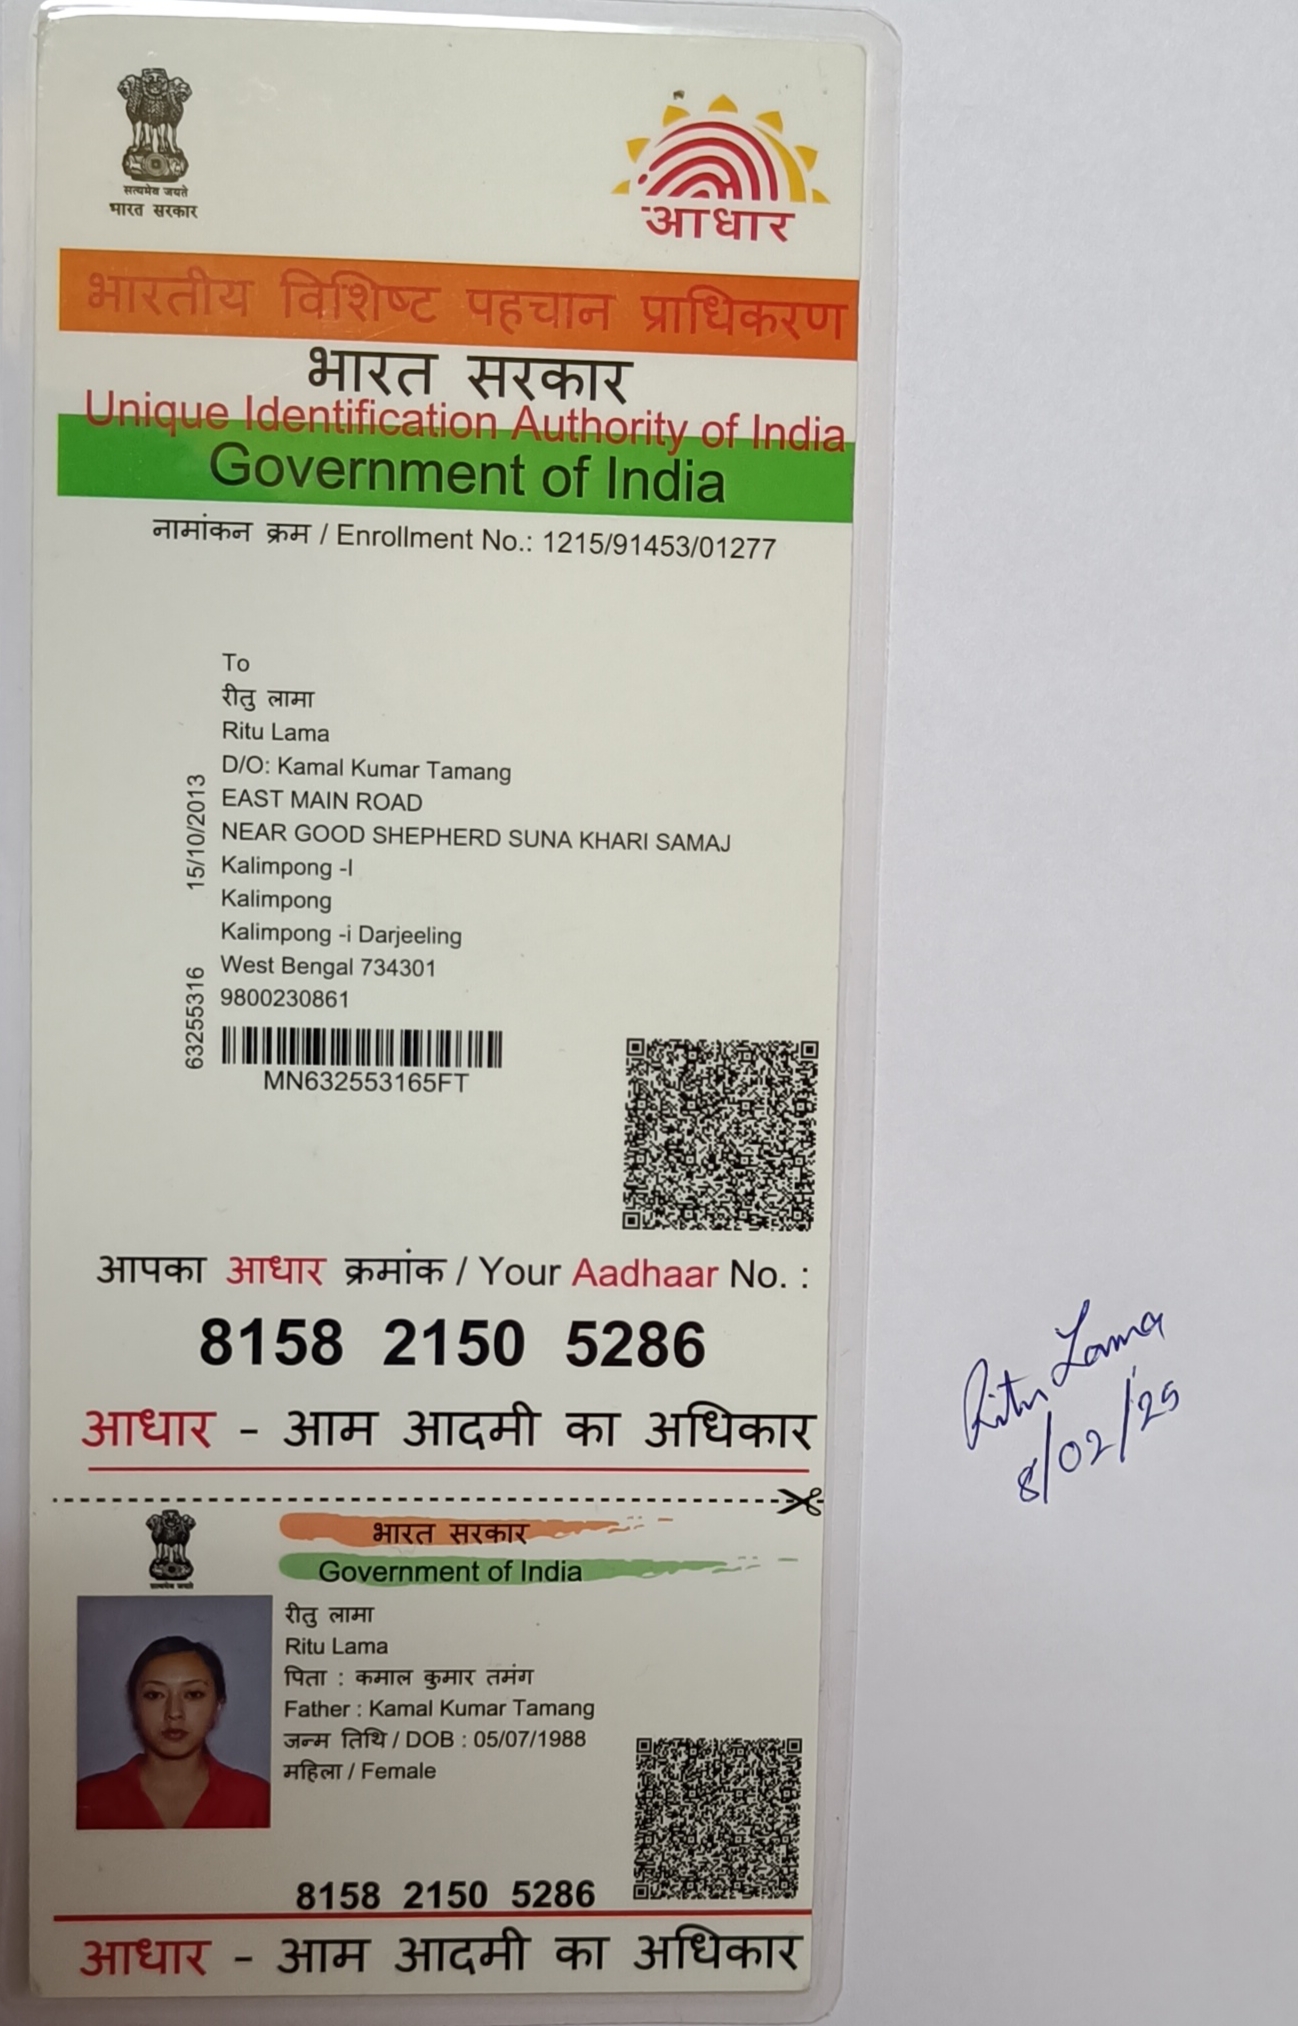 सत्यमेव जयते
भारत सरकार
आधार
भारतीय विशिष्ट पहचान प्राधिकरण
भारत सरकार
Unique Identification Authority of India
Government of India
नामांकन क्रम / Enrollment No.: 1215/91453/01277
To
रीतु लामा
Ritu Lama
D/O: Kamal Kumar Tamang
EAST MAIN ROAD
NEAR GOOD SHEPHERD SUNA KHARI SAMAJ
Kalimpong -I
Kalimpong
Kalimpong -i Darjeeling
West Bengal 734301
9800230861
15/10/2013
63255316
MN632553165FT
आपका आधार क्रमांक / Your Aadhaar No. :
8158 2150 5286
आधार - आम आदमी का अधिकार
Ritu Lama
8/02/25
सत्यमेव जयते
भारत सरकार
Government of India
रीतु लामा
Ritu Lama
पिता : कमाल कुमार तमंग
Father : Kamal Kumar Tamang
जन्म तिथि / DOB : 05/07/1988
महिला / Female
8158 2150 5286
आधार - आम आदमी का अधिकार